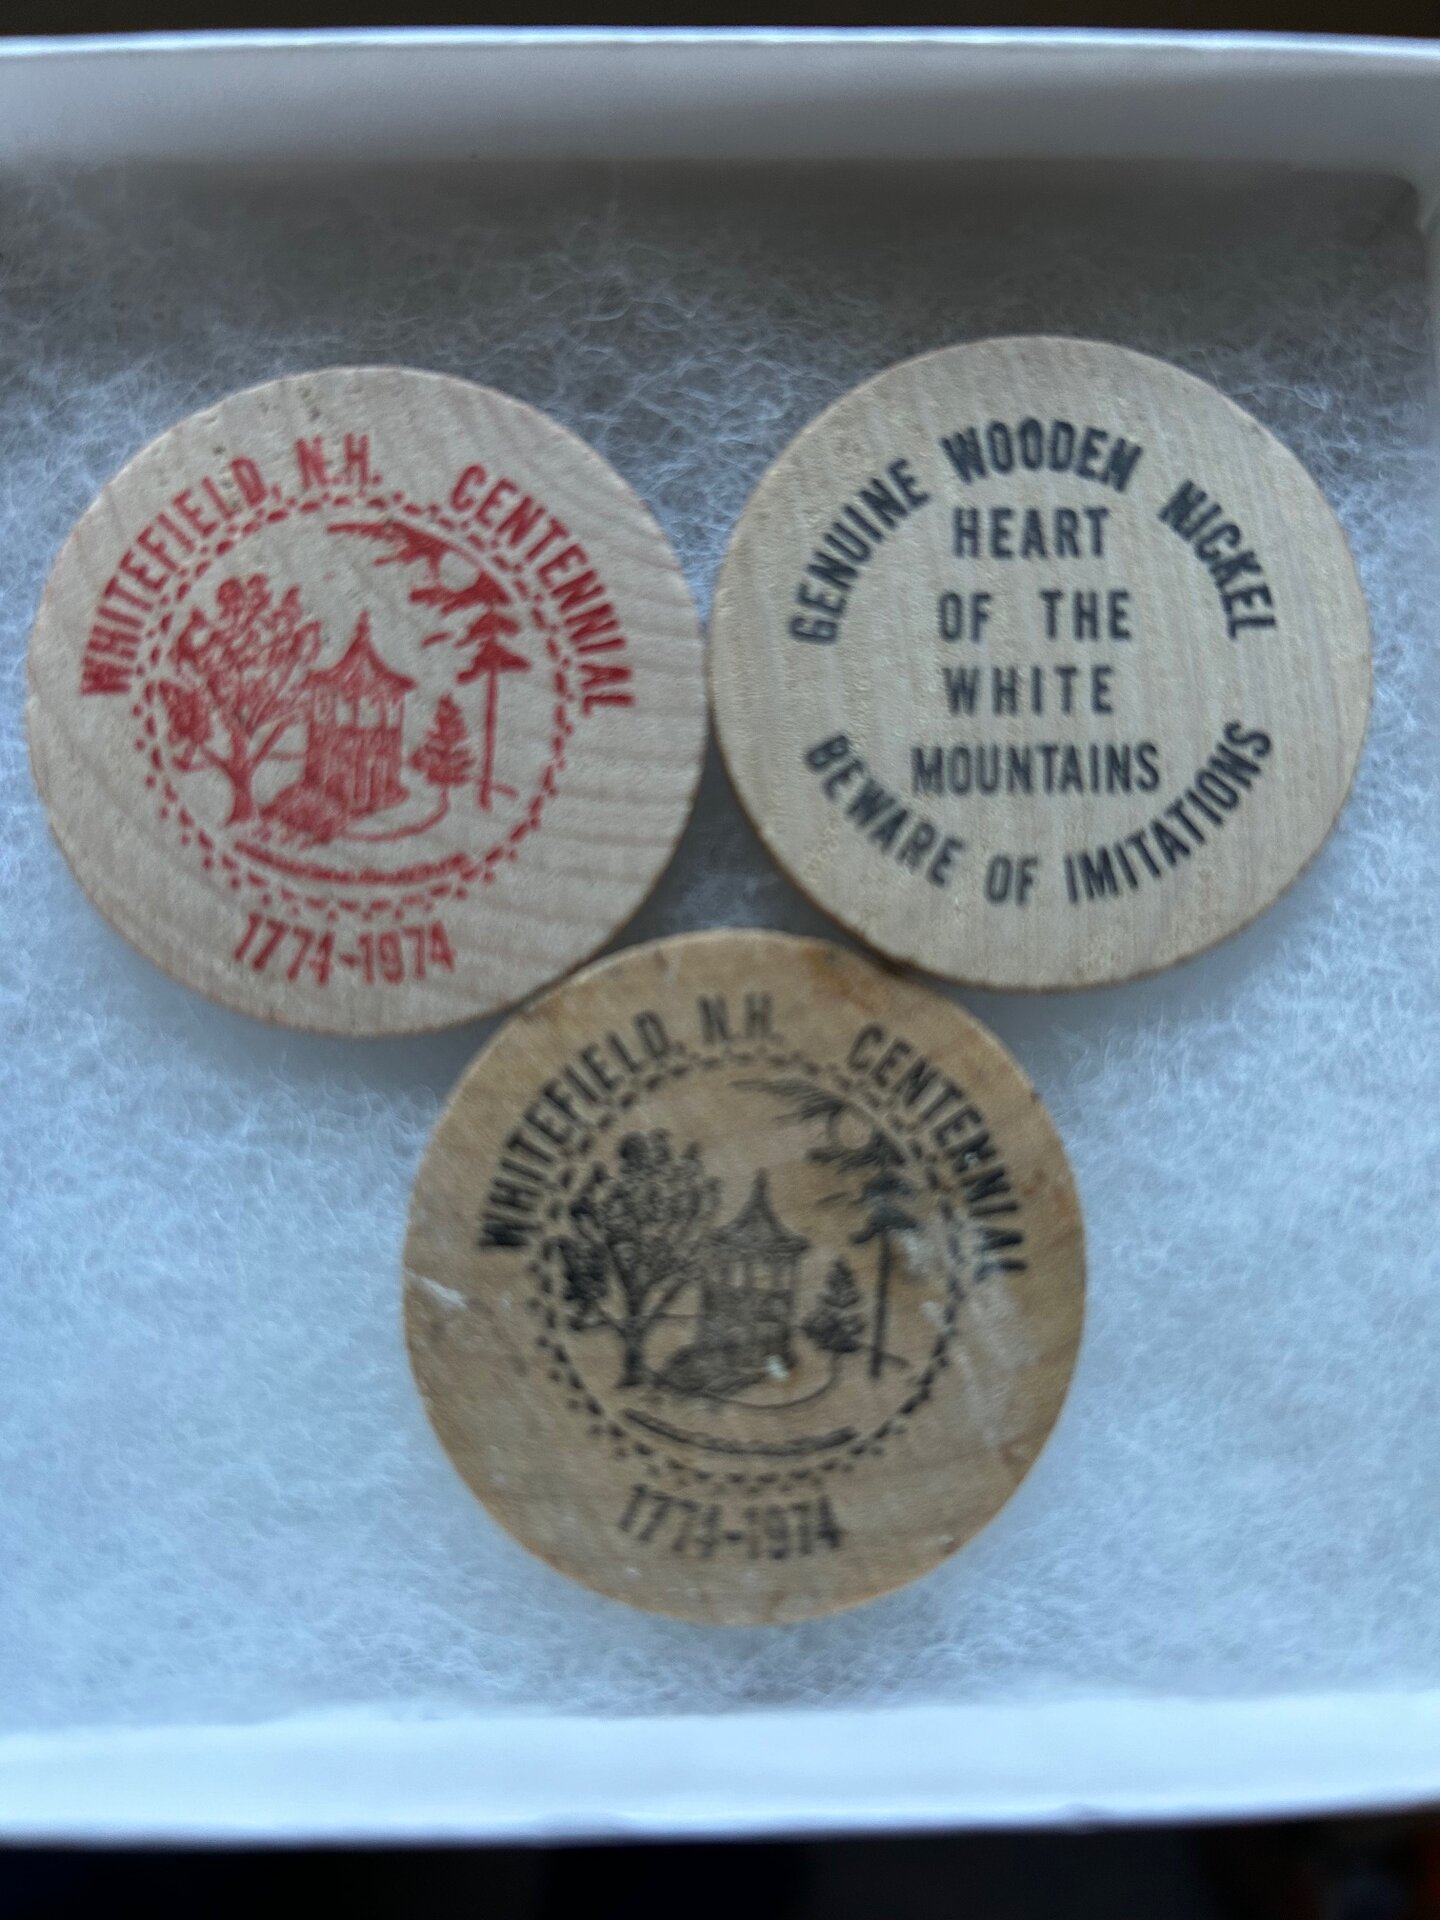 WHITEFIELD, N.H. CENTENNIAL
1774-1974
GENUINE WOODEN NICKEL
HEART
OF THE
WHITE
MOUNTAINS
BEWARE OF IMITATIONS
WHITEFIELD, N.H. CENTENNIAL
1774-1974